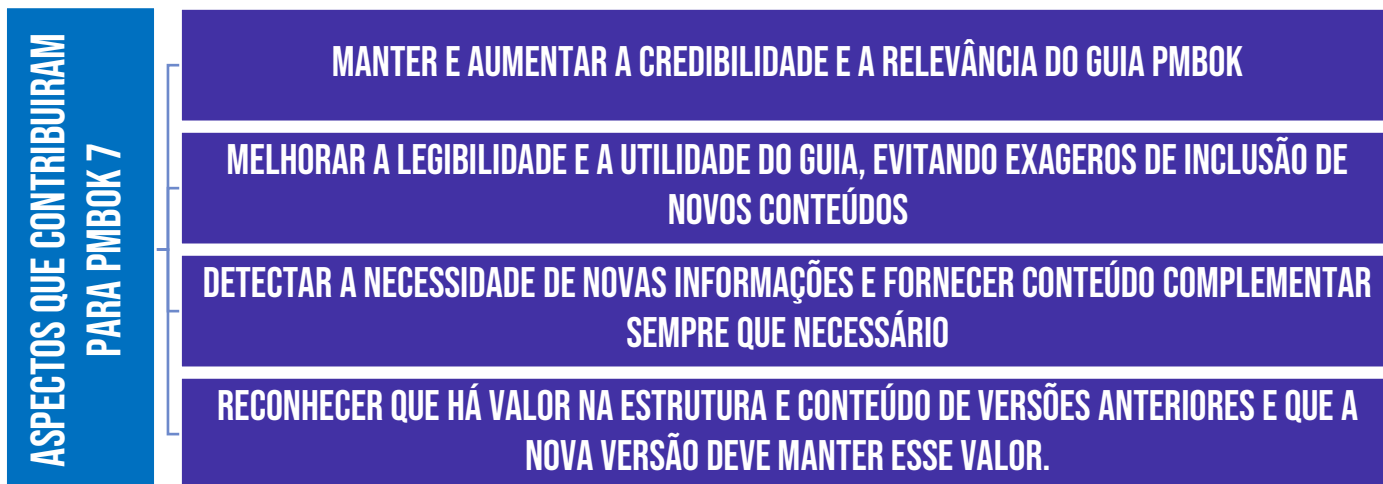 ASPECTOS QUE CONTRIBUIRAM
PARA PMBOK 7
MANTER E AUMENTAR A CREDIBILIDADE E A RELEVÂNCIA DO GUIA PMBOK
MELHORAR A LEGIBILIDADE E A UTILIDADE DO GUIA, EVITANDO EXAGEROS DE INCLUSÃO DE
NOVOS CONTEÚDOS
DETECTAR A NECESSIDADE DE NOVAS INFORMAÇÕES E FORNECER CONTEÚDO COMPLEMENTAR
SEMPRE QUE NECESSÁRIO
RECONHECER QUE HÁ VALOR NA ESTRUTURA E CONTEÚDO DE VERSÕES ANTERIORES E QUE A
NOVA VERSÃO DEVE MANTER ESSE VALOR.